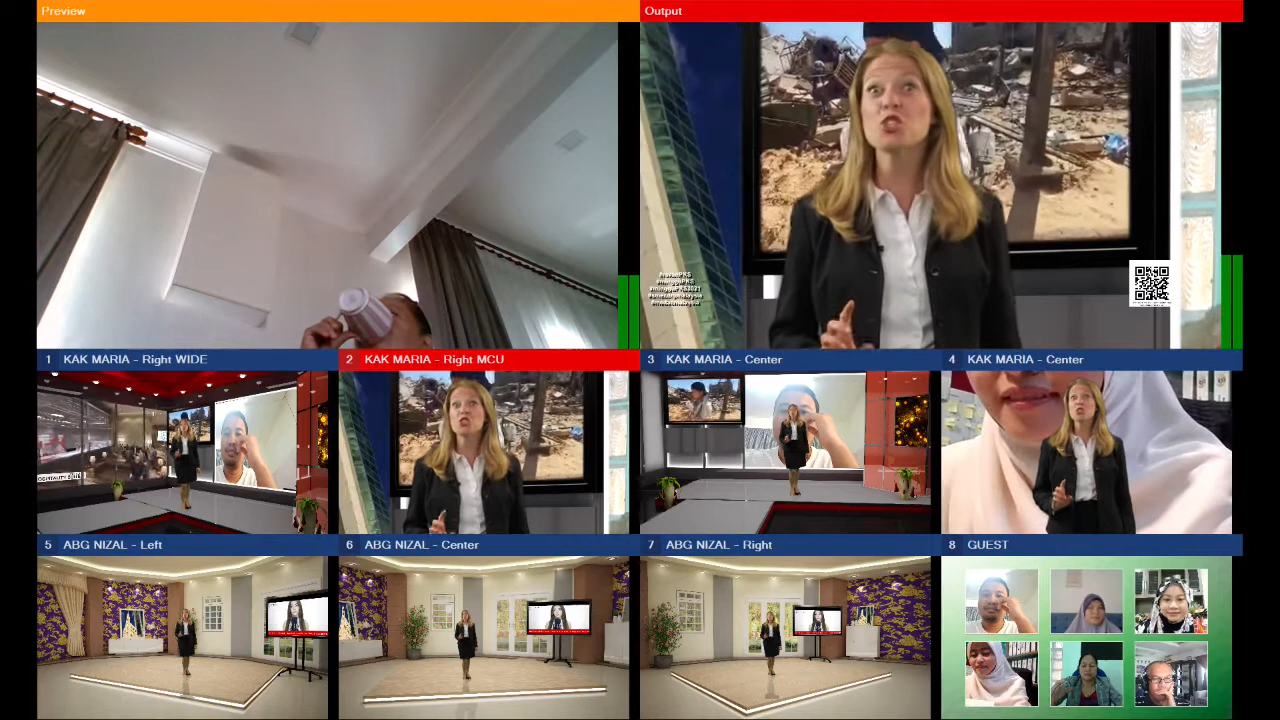 Preview
Output
#mingguPKS2021
1 KAK MARIA - Right WIDE
2 KAK MARIA - Right MCU
3 KAK MARIA - Center
4 KAK MARIA - Center
5 ABG NIZAL - Left
6 ABG NIZAL - Center
7 ABG NIZAL - Right
8 GUEST